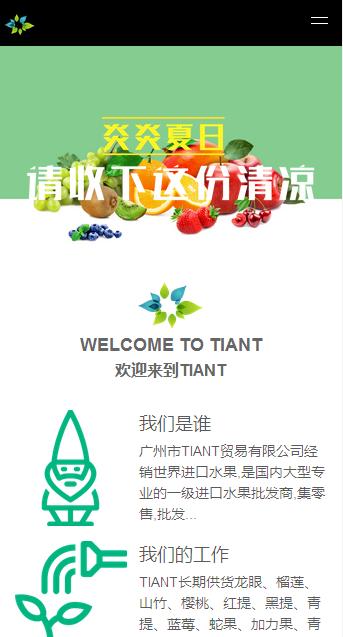 炎炎夏日
请收下这份清凉
WELCOME TO TIANT
欢迎来到TIANT
我们是谁
广州市TIANT贸易有限公司经
销世界进口水果,是国内大型专
业的一级进口水果批发商,集零
售,批发...
我们的工作
TIANT长期供货龙眼、榴莲、
山竹、樱桃、红提、黑提、青
提、蓝莓、蛇果、加力果、青